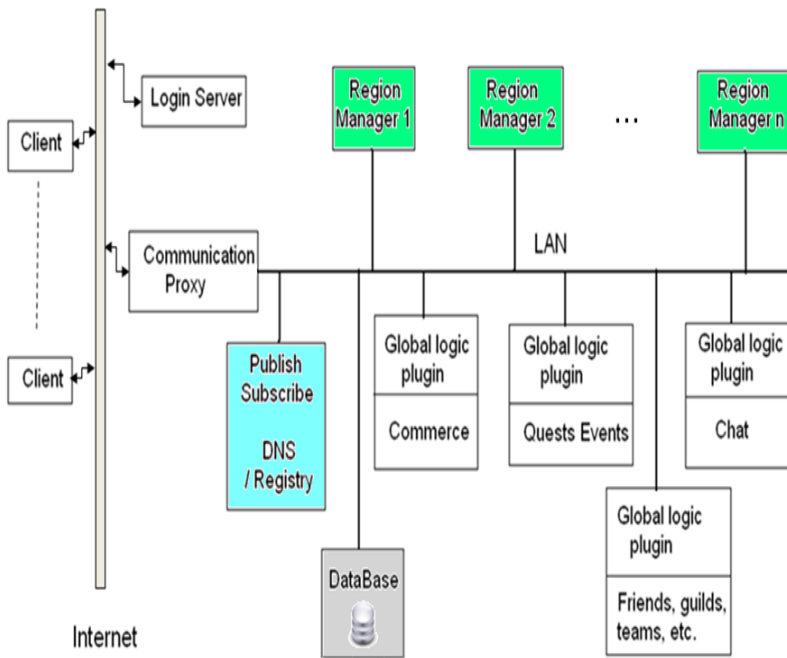 Login Server
Region
Manager 1
Region
Manager 2
...
Region
Manager n
Client
LAN
Communication
Proxy
Client
Publish
Subscribe
DNS
/ Registry
Global logic
plugin
Commerce
Global logic
plugin
Quests Events
Global logic
plugin
Chat
Global logic
plugin
Friends, guilds,
teams, etc.
DataBase
Internet